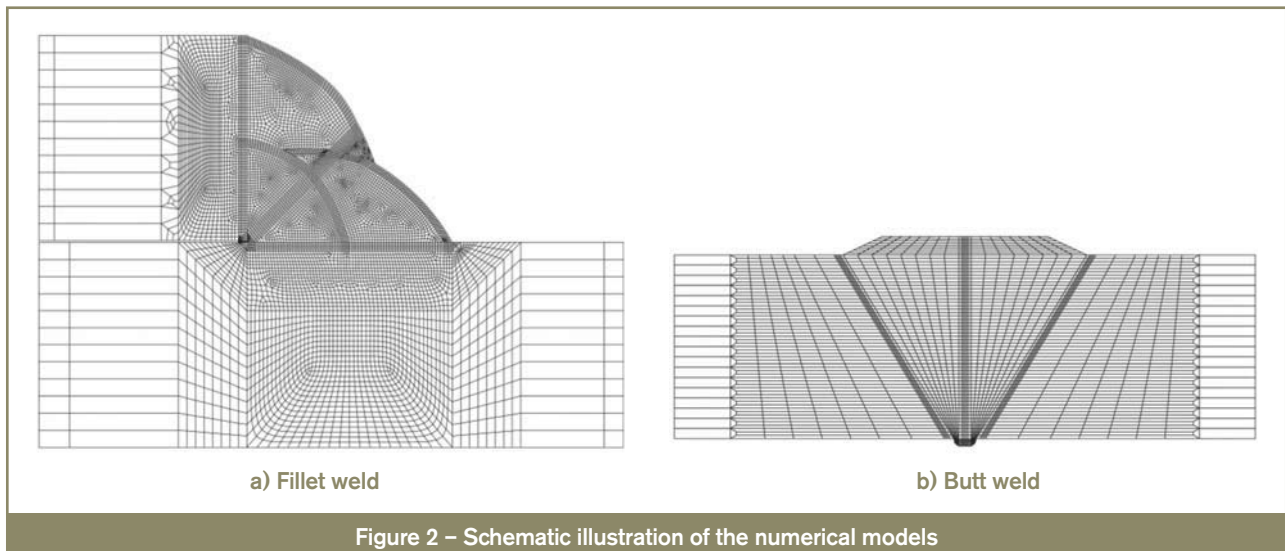 a) Fillet weld
b) Butt weld
Figure 2 – Schematic illustration of the numerical models